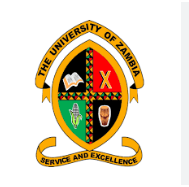 THE UNIVERSITY OF ZAMBIA
SERVICE AND EXCELLENCE